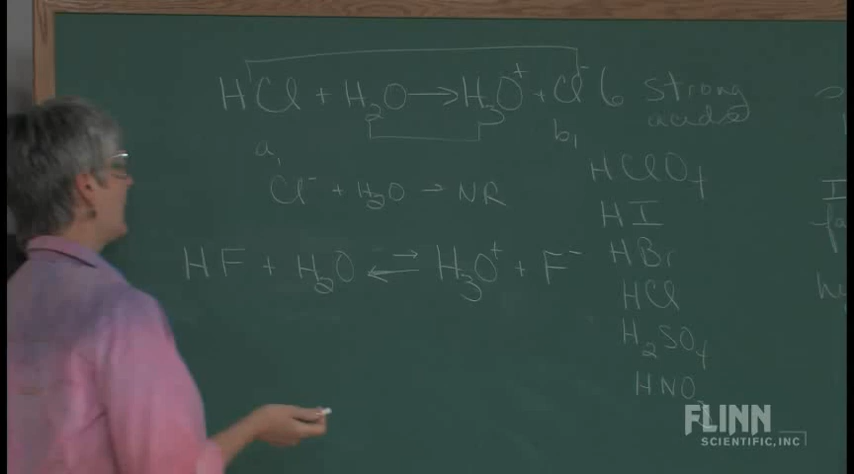 HCl + H₂O → H₃O⁺ + Cl⁻
a₁ b₁
Cl⁻ + H₂O → NR
HF + H₂O ⇄ H₃O⁺ + F⁻
6 strong
acids
HClO₄
HI
HBr
HCl
H₂SO₄
HNO₃
FLINN
SCIENTIFIC, INC